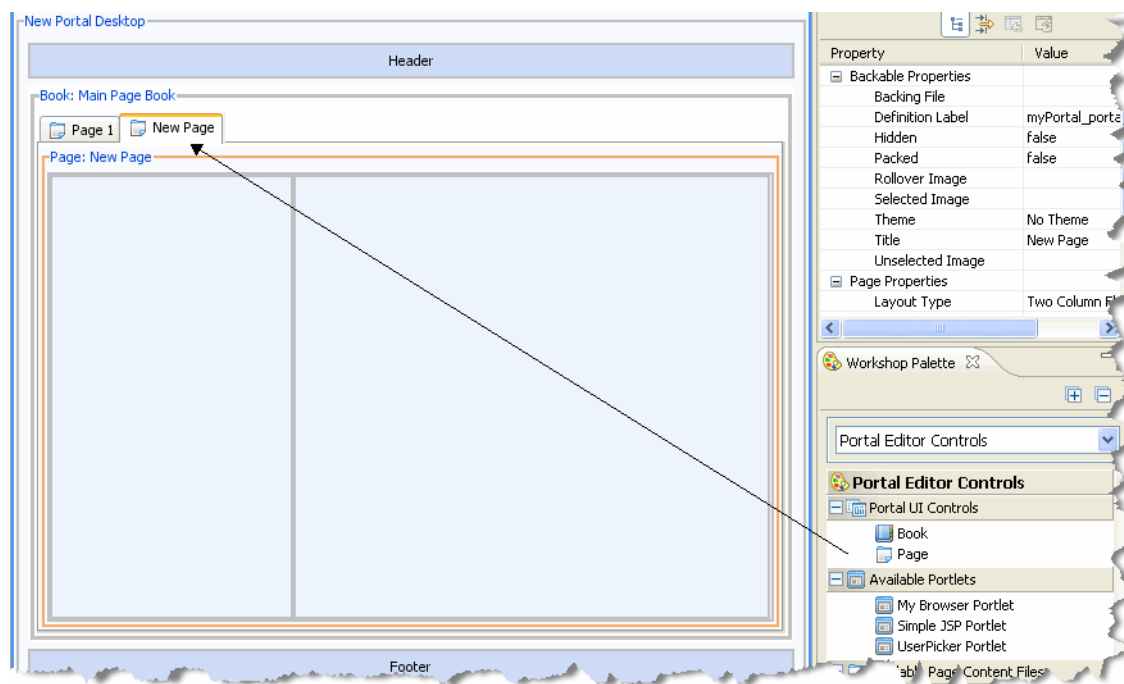 New Portal Desktop
Header
Book: Main Page Book
Page 1
New Page
Page: New Page
Footer
Property Value
Backable Properties
Backing File
Definition Label myPortal_porta
Hidden false
Packed false
Rollover Image
Selected Image
Theme No Theme
Title New Page
Unselected Image
Page Properties
Layout Type Two Column
Workshop Palette
Portal Editor Controls
Portal Editor Controls
Portal UI Controls
Book
Page
Available Portlets
My Browser Portlet
Simple JSP Portlet
UserPicker Portlet
Page Content Files